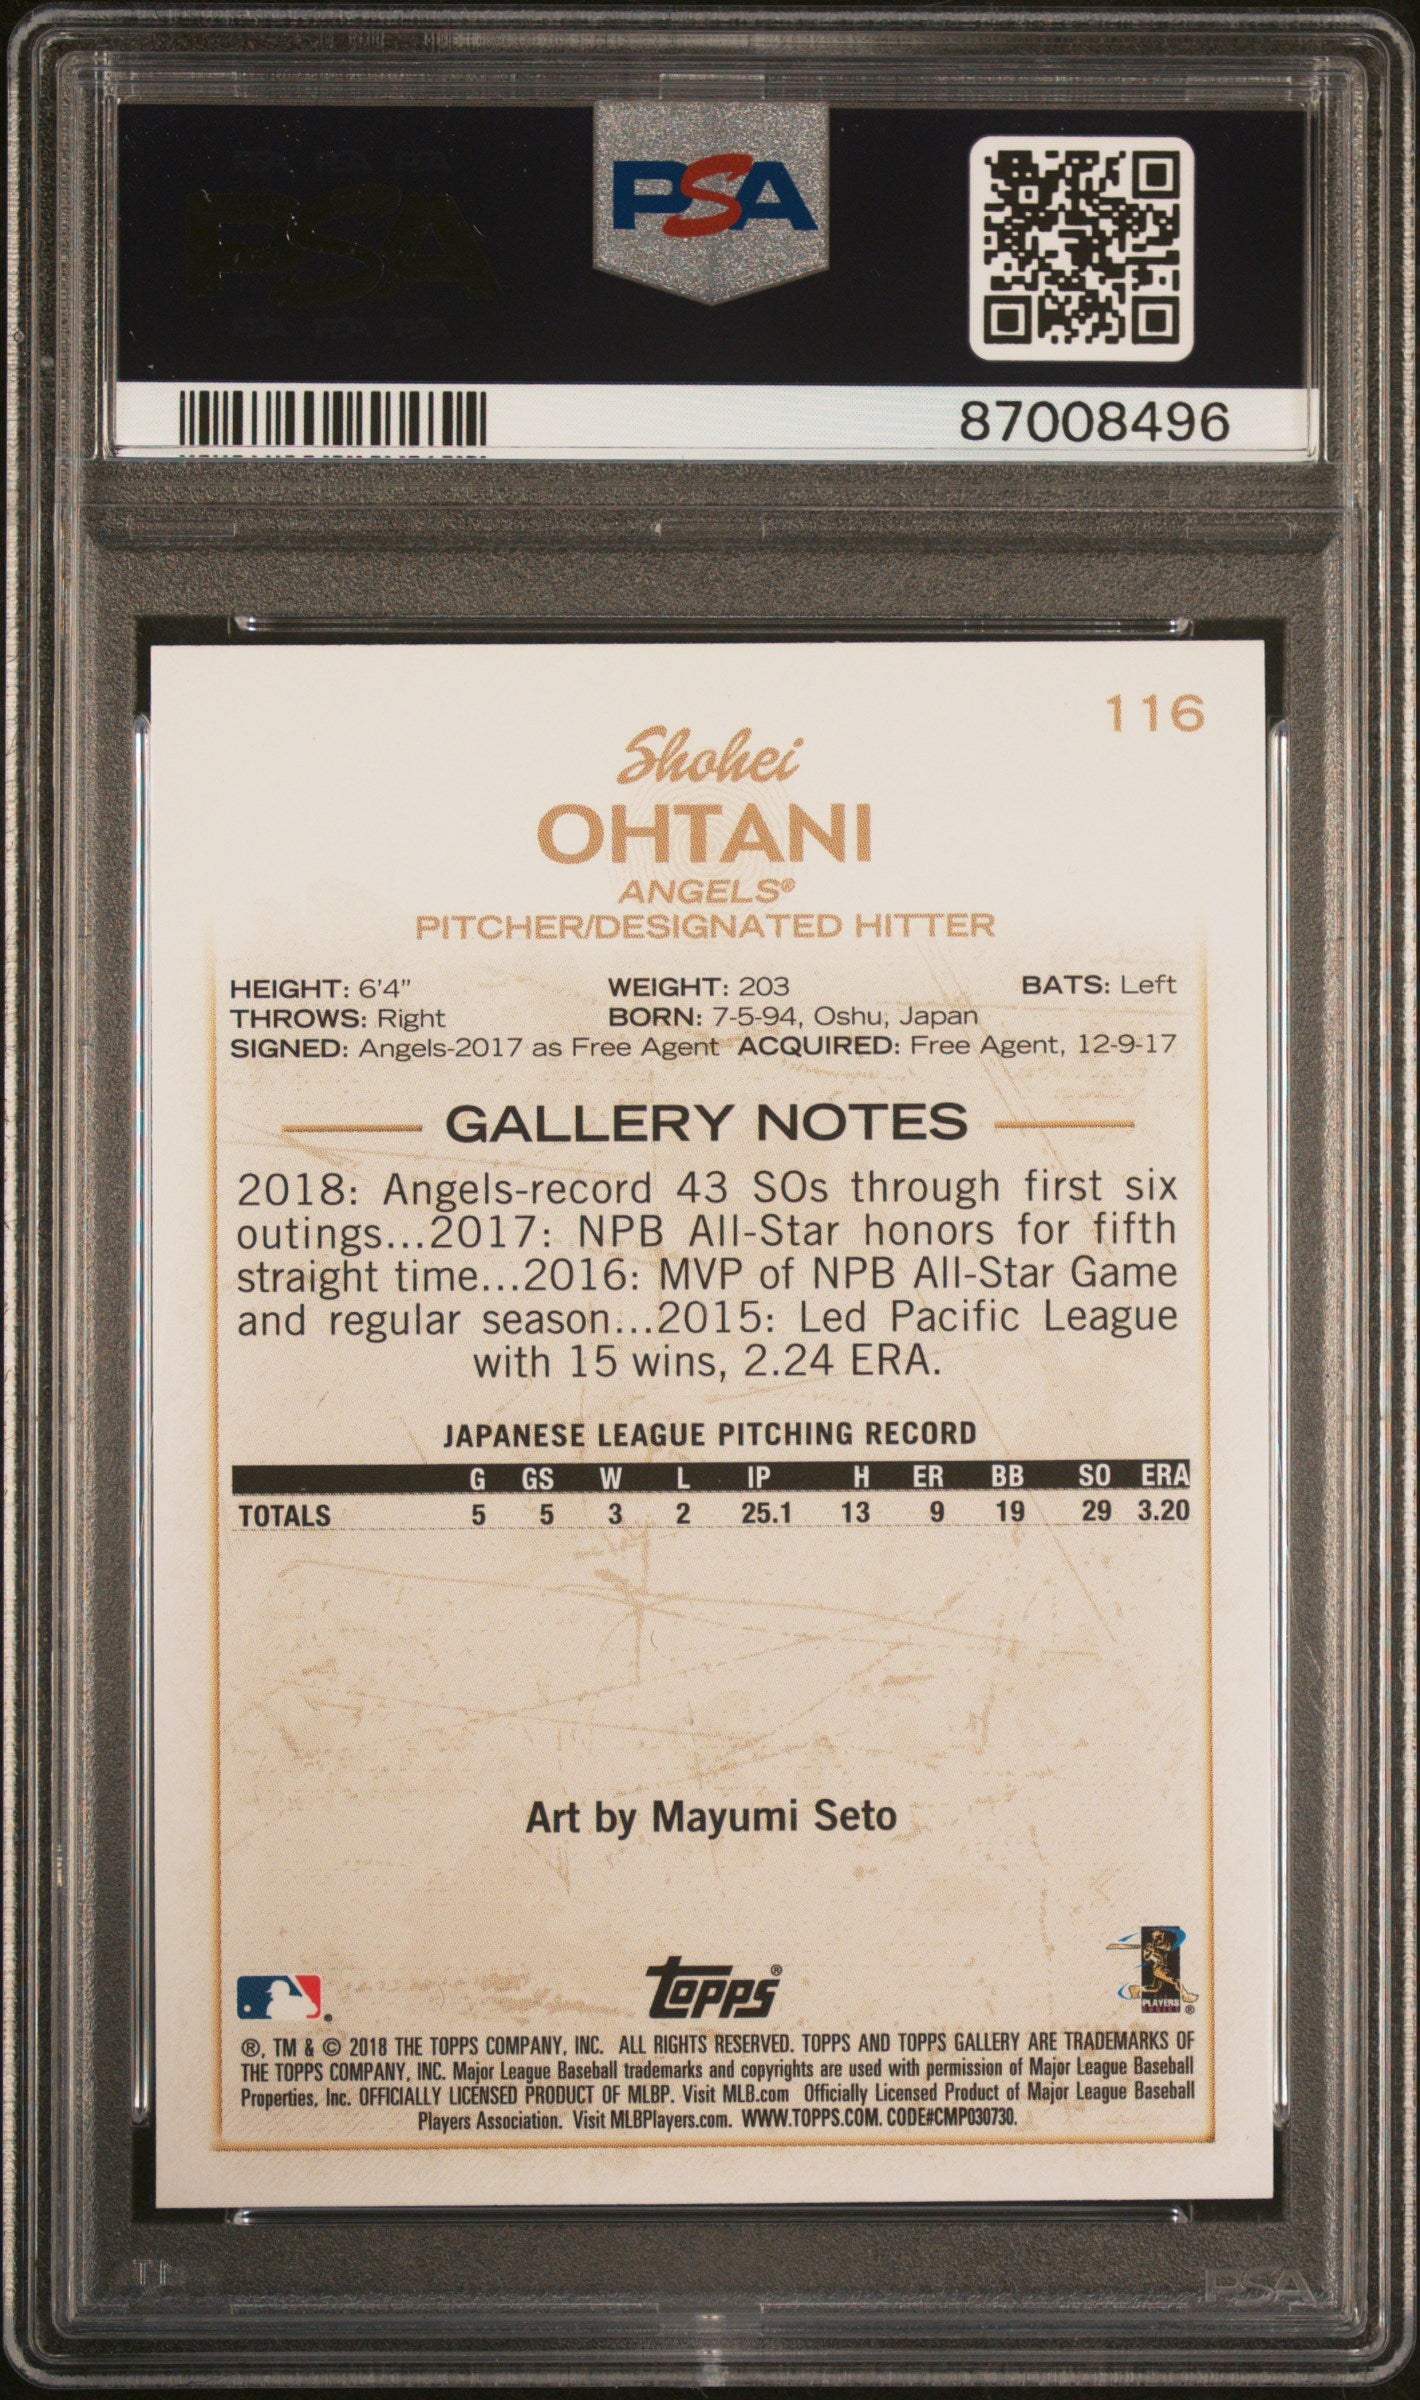 PSA
87008496
116
Shohei
OHTANI
ANGELS®
PITCHER/DESIGNATED HITTER
HEIGHT: 6'4" WEIGHT: 203 BATS: Left
THROWS: Right BORN: 7-5-94, Oshu, Japan
SIGNED: Angels-2017 as Free Agent ACQUIRED: Free Agent, 12-9-17
GALLERY NOTES
2018: Angels-record 43 SOs through first six
outings...2017: NPB All-Star honors for fifth
straight time...2016: MVP of NPB All-Star Game
and regular season...2015: Led Pacific League
with 15 wins, 2.24 ERA.
JAPANESE LEAGUE PITCHING RECORD
G GS W L IP H ER BB SO ERA
TOTALS 5 5 3 2 25.1 13 9 19 29 3.20
Art by Mayumi Seto
Topps®
PLAYERS
®, TM & © 2018 THE TOPPS COMPANY, INC. ALL RIGHTS RESERVED. TOPPS AND TOPPS GALLERY ARE TRADEMARKS OF
THE TOPPS COMPANY, INC. Major League Baseball trademarks and copyrights are used with permission of Major League Baseball
Properties, Inc. OFFICIALLY LICENSED PRODUCT OF MLBP. Visit MLB.com Officially Licensed Product of Major League Baseball
Players Association. Visit MLBPlayers.com. WWW.TOPPS.COM. CODE#CMP030730.
PSA